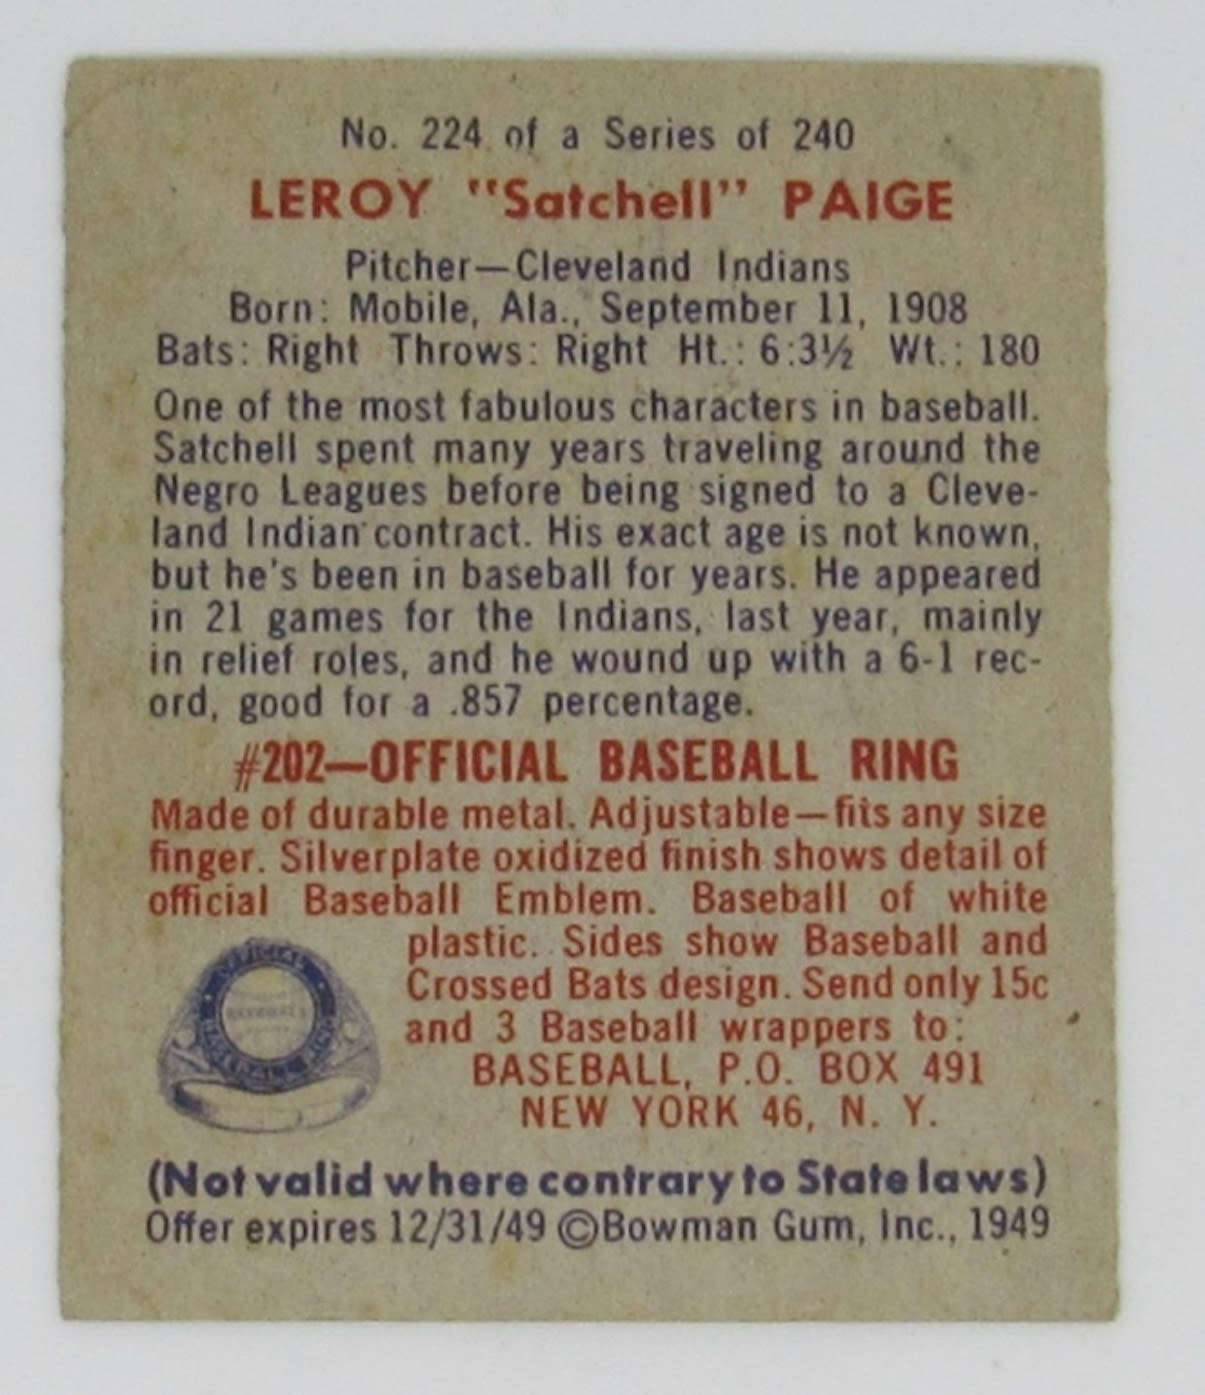 No. 224 of a Series of 240
LEROY "Satchell" PAIGE
Pitcher—Cleveland Indians
Born: Mobile, Ala., September 11, 1908
Bats: Right Throws: Right Ht.: 6:3½ Wt.: 180
One of the most fabulous characters in baseball.
Satchell spent many years traveling around the
Negro Leagues before being signed to a Cleve-
land Indian contract. His exact age is not known,
but he's been in baseball for years. He appeared
in 21 games for the Indians, last year, mainly
in relief roles, and he wound up with a 6-1 rec-
ord, good for a .857 percentage.
#202—OFFICIAL BASEBALL RING
Made of durable metal. Adjustable—fits any size
finger. Silverplate oxidized finish shows detail of
official Baseball Emblem. Baseball of white
plastic. Sides show Baseball and
Crossed Bats design. Send only 15c
and 3 Baseball wrappers to:
BASEBALL, P.O. BOX 491
NEW YORK 46, N. Y.
OFFICIAL
BASEBALL RING
(Not valid where contrary to State laws)
Offer expires 12/31/49 ©Bowman Gum, Inc., 1949